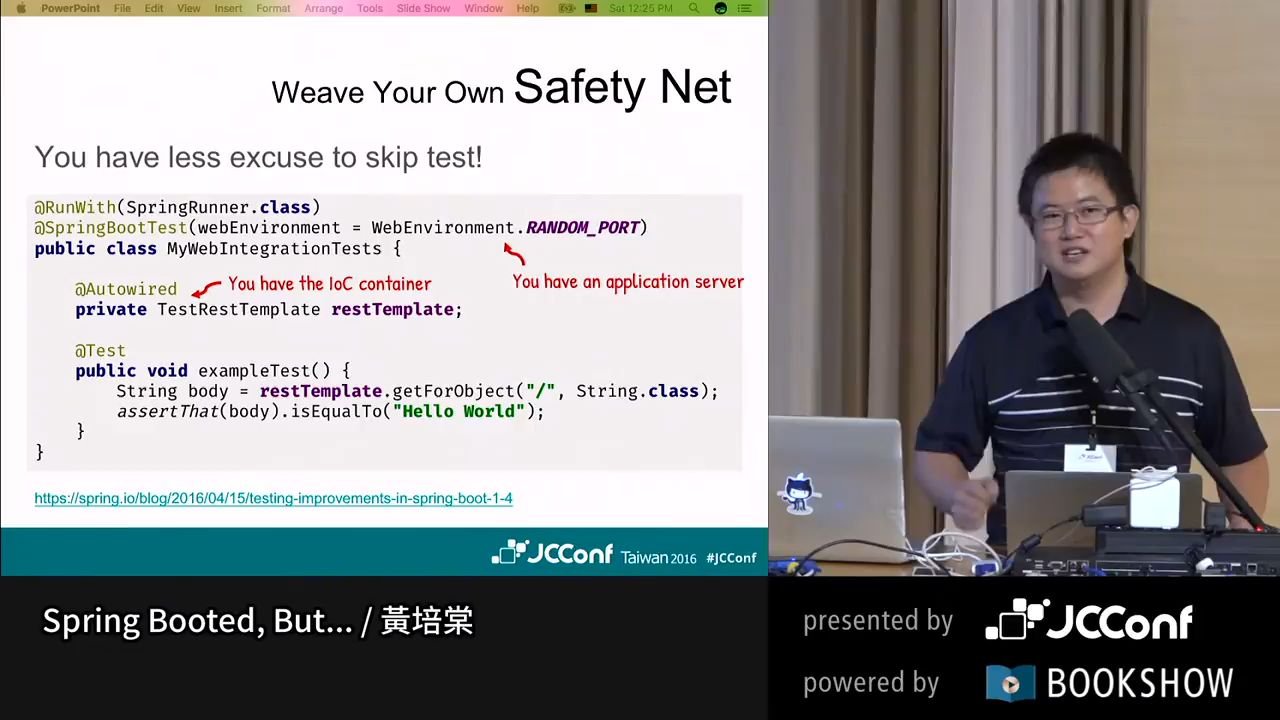 PowerPoint File Edit View Insert Format Arrange Tools Slide Show Window Help Sat 12:25 PM
Weave Your Own Safety Net
You have less excuse to skip test!
@RunWith(SpringRunner.class)
@SpringBootTest(webEnvironment = WebEnvironment.RANDOM_PORT)
public class MyWebIntegrationTests {
You have an application server
@Autowired
You have the IoC container
private TestRestTemplate restTemplate;
@Test
public void exampleTest() {
String body = restTemplate.getForObject("/", String.class);
assertThat(body).isEqualTo("Hello World");
}
}
https://spring.io/blog/2016/04/15/testing-improvements-in-spring-boot-1-4
JCConf Taiwan 2016 #JCConf
Spring Booted, But... / 黃培棠
presented by JCConf
powered by BOOKSHOW